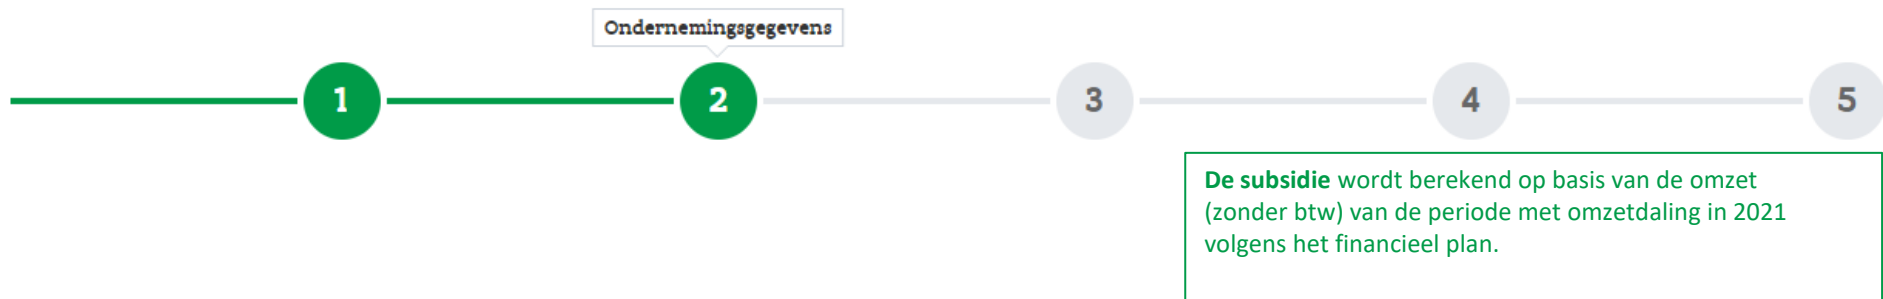 Ondernemingsgegevens
1
2
3
4
5
De subsidie wordt berekend op basis van de omzet
(zonder btw) van de periode met omzetdaling in 2021
volgens het financieel plan.